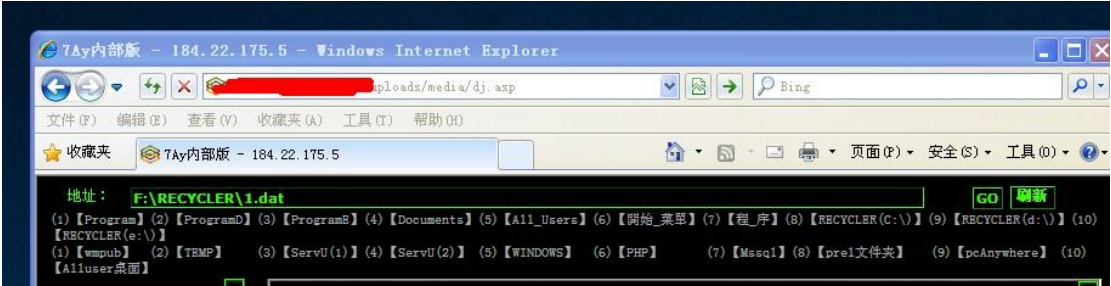 7Ay内部版 - 184.22.175.5 - Windows Internet Explorer
ploads/media/dj.asp
Bing
文件(F) 编辑(E) 查看(V) 收藏夹(A) 工具(T) 帮助(H)
收藏夹 7Ay内部版 - 184.22.175.5 页面(P) 安全(S) 工具(O)
地址： F:\RECYCLER\1.dat GO 刷新
(1)【Program】(2)【ProgramD】(3)【ProgramE】(4)【Documents】(5)【All_Users】(6)【開始_菜單】(7)【程_序】(8)【RECYCLER(C:\)】(9)【RECYCLER(d:\)】(10)
【RECYCLER(e:\)】
(1)【wmpub】 (2)【TEMP】 (3)【ServU(1)】(4)【ServU(2)】 (5)【WINDOWS】 (6)【PHP】 (7)【Mssql】(8)【prel文件夹】 (9)【pcAnywhere】 (10)
【Alluser桌面】